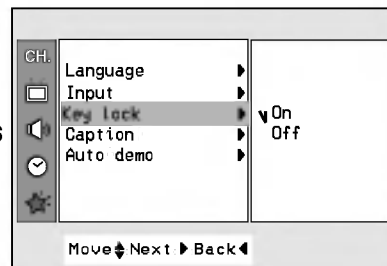 CH.
Language
Input
Key lock
Caption
Auto demo
On
Off
Move Next Back
s